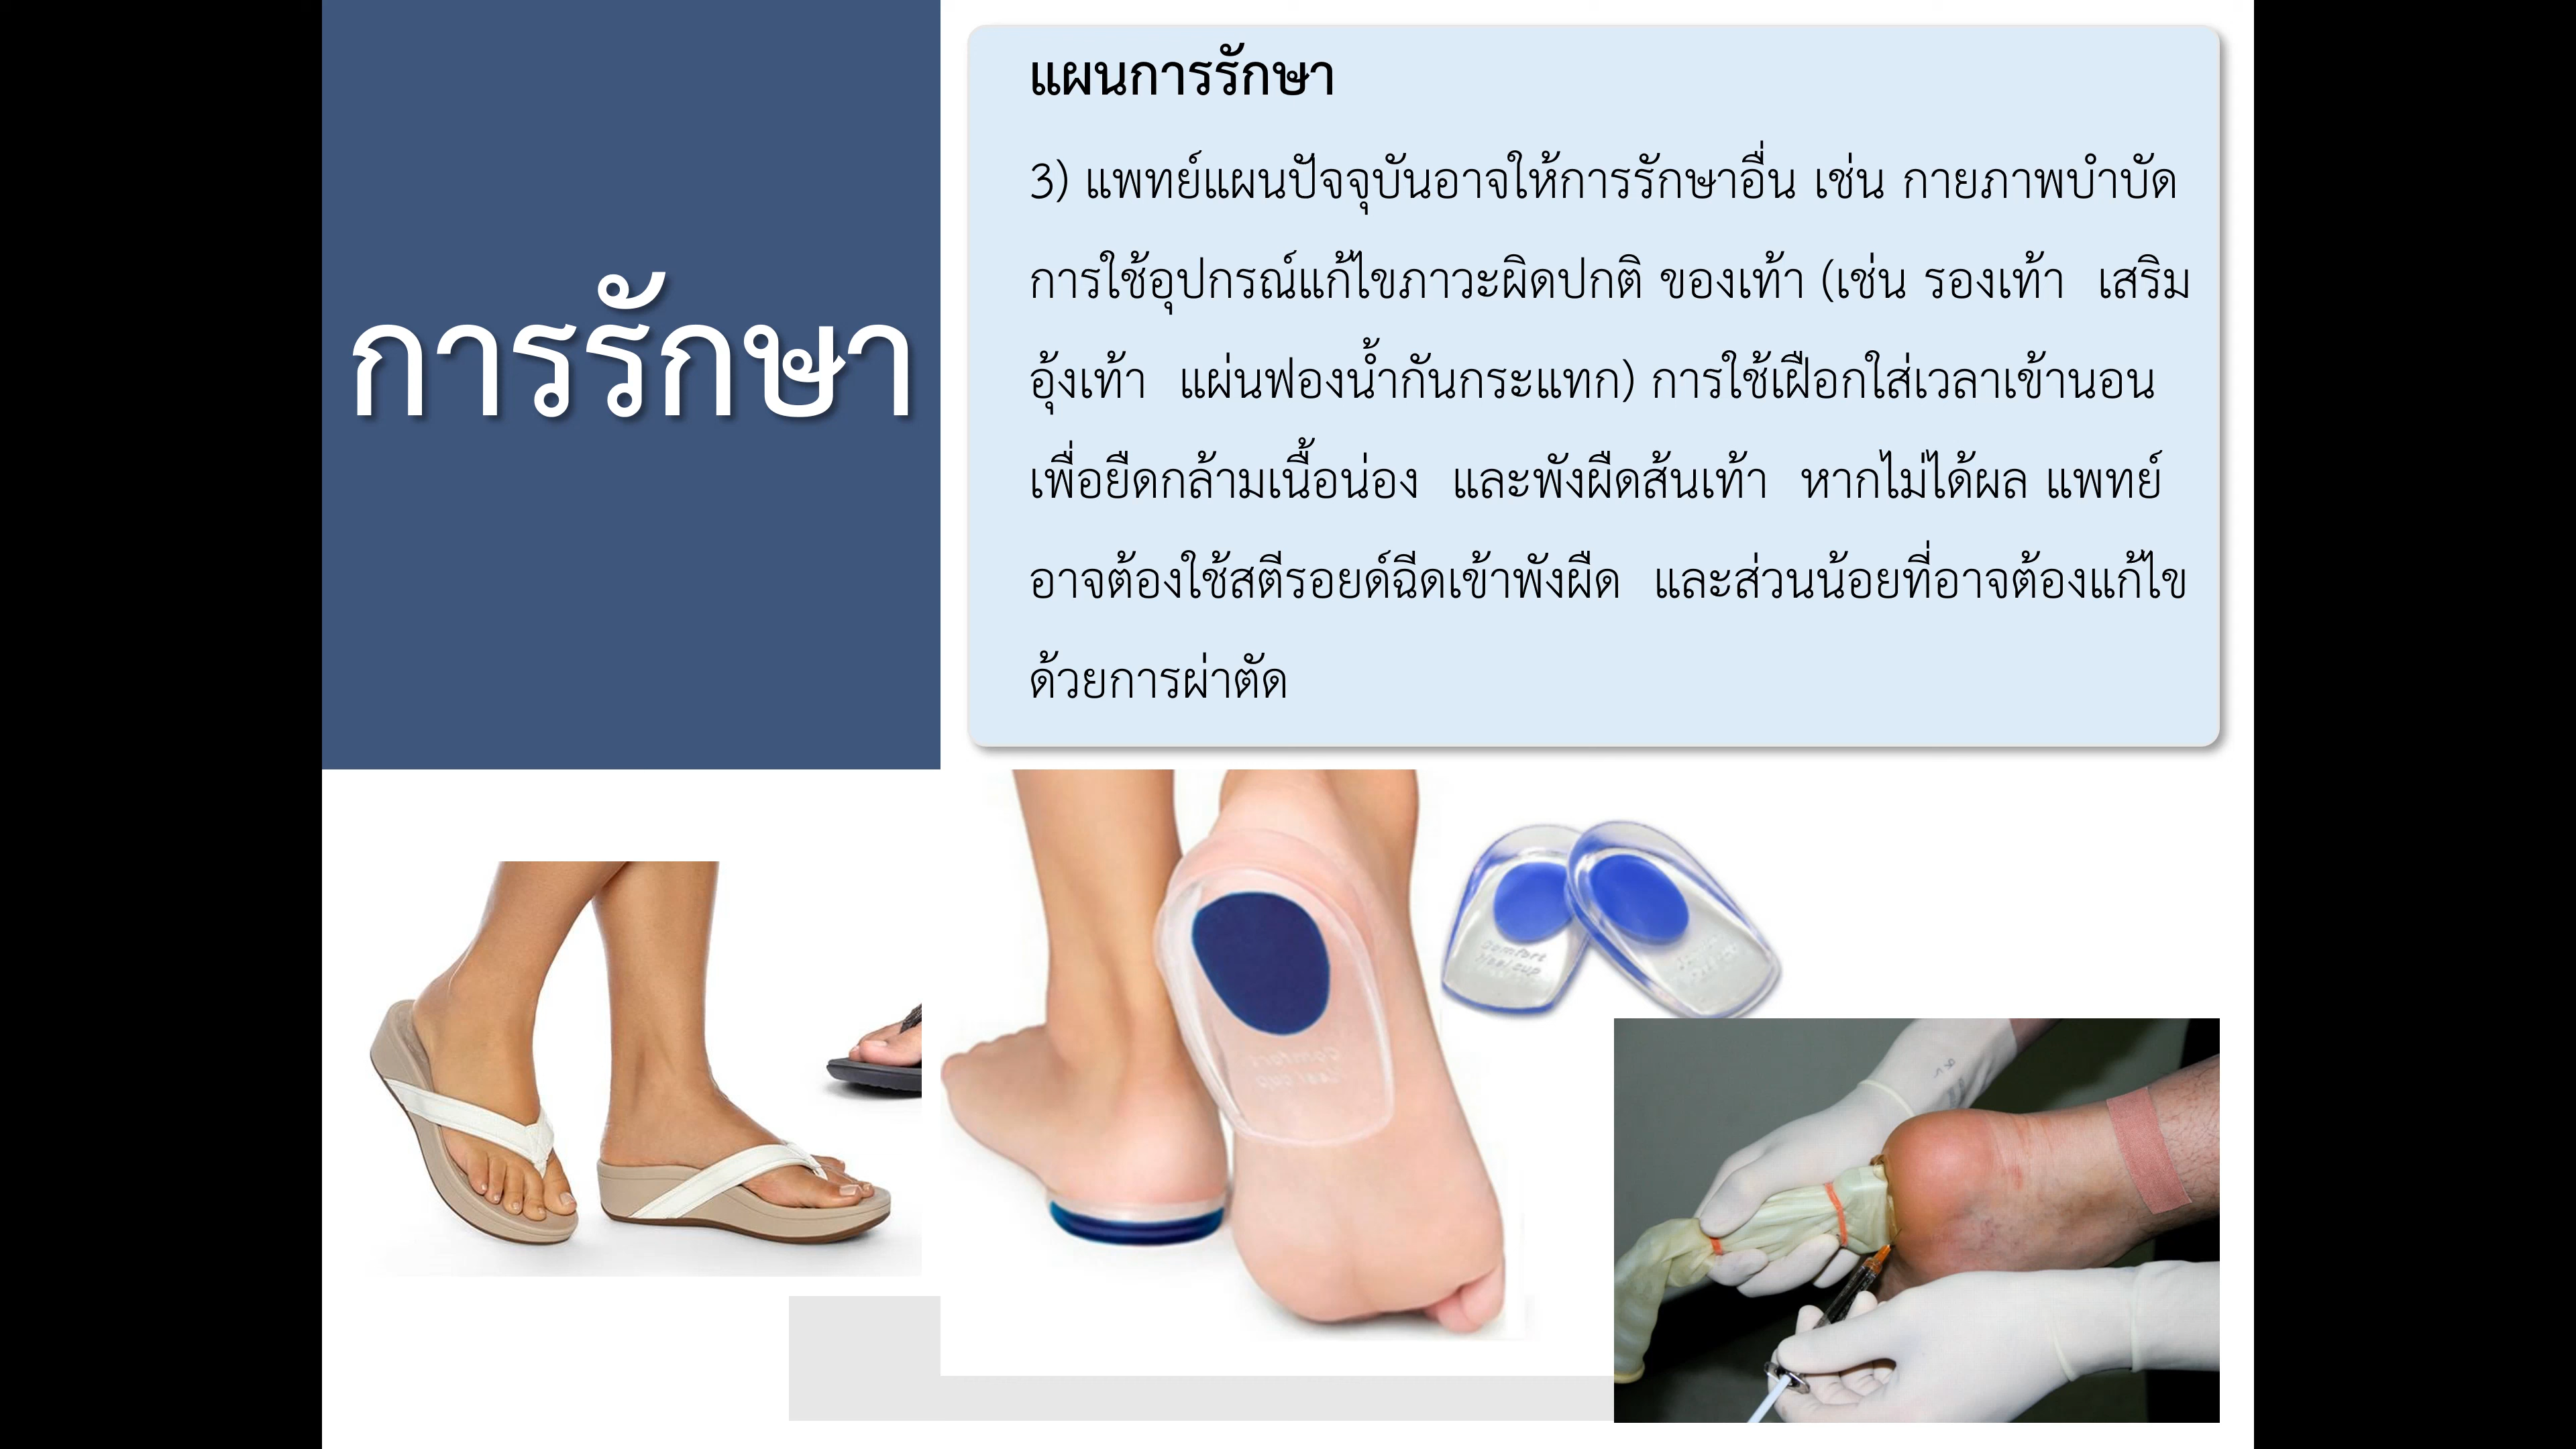 การรักษา
แผนการรักษา
3) แพทย์แผนปัจจุบันอาจให้การรักษาอื่น เช่น กายภาพบำบัด
การใช้อุปกรณ์แก้ไขภาวะผิดปกติ ของเท้า (เช่น รองเท้า เสริม
อุ้งเท้า แผ่นฟองน้ำกันกระแทก) การใช้เฝือกใส่เวลาเข้านอน
เพื่อยืดกล้ามเนื้อน่อง และพังผืดส้นเท้า หากไม่ได้ผล แพทย์
อาจต้องใช้สตีรอยด์ฉีดเข้าพังผืด และส่วนน้อยที่อาจต้องแก้ไข
ด้วยการผ่าตัด
Comfort
Heel cup